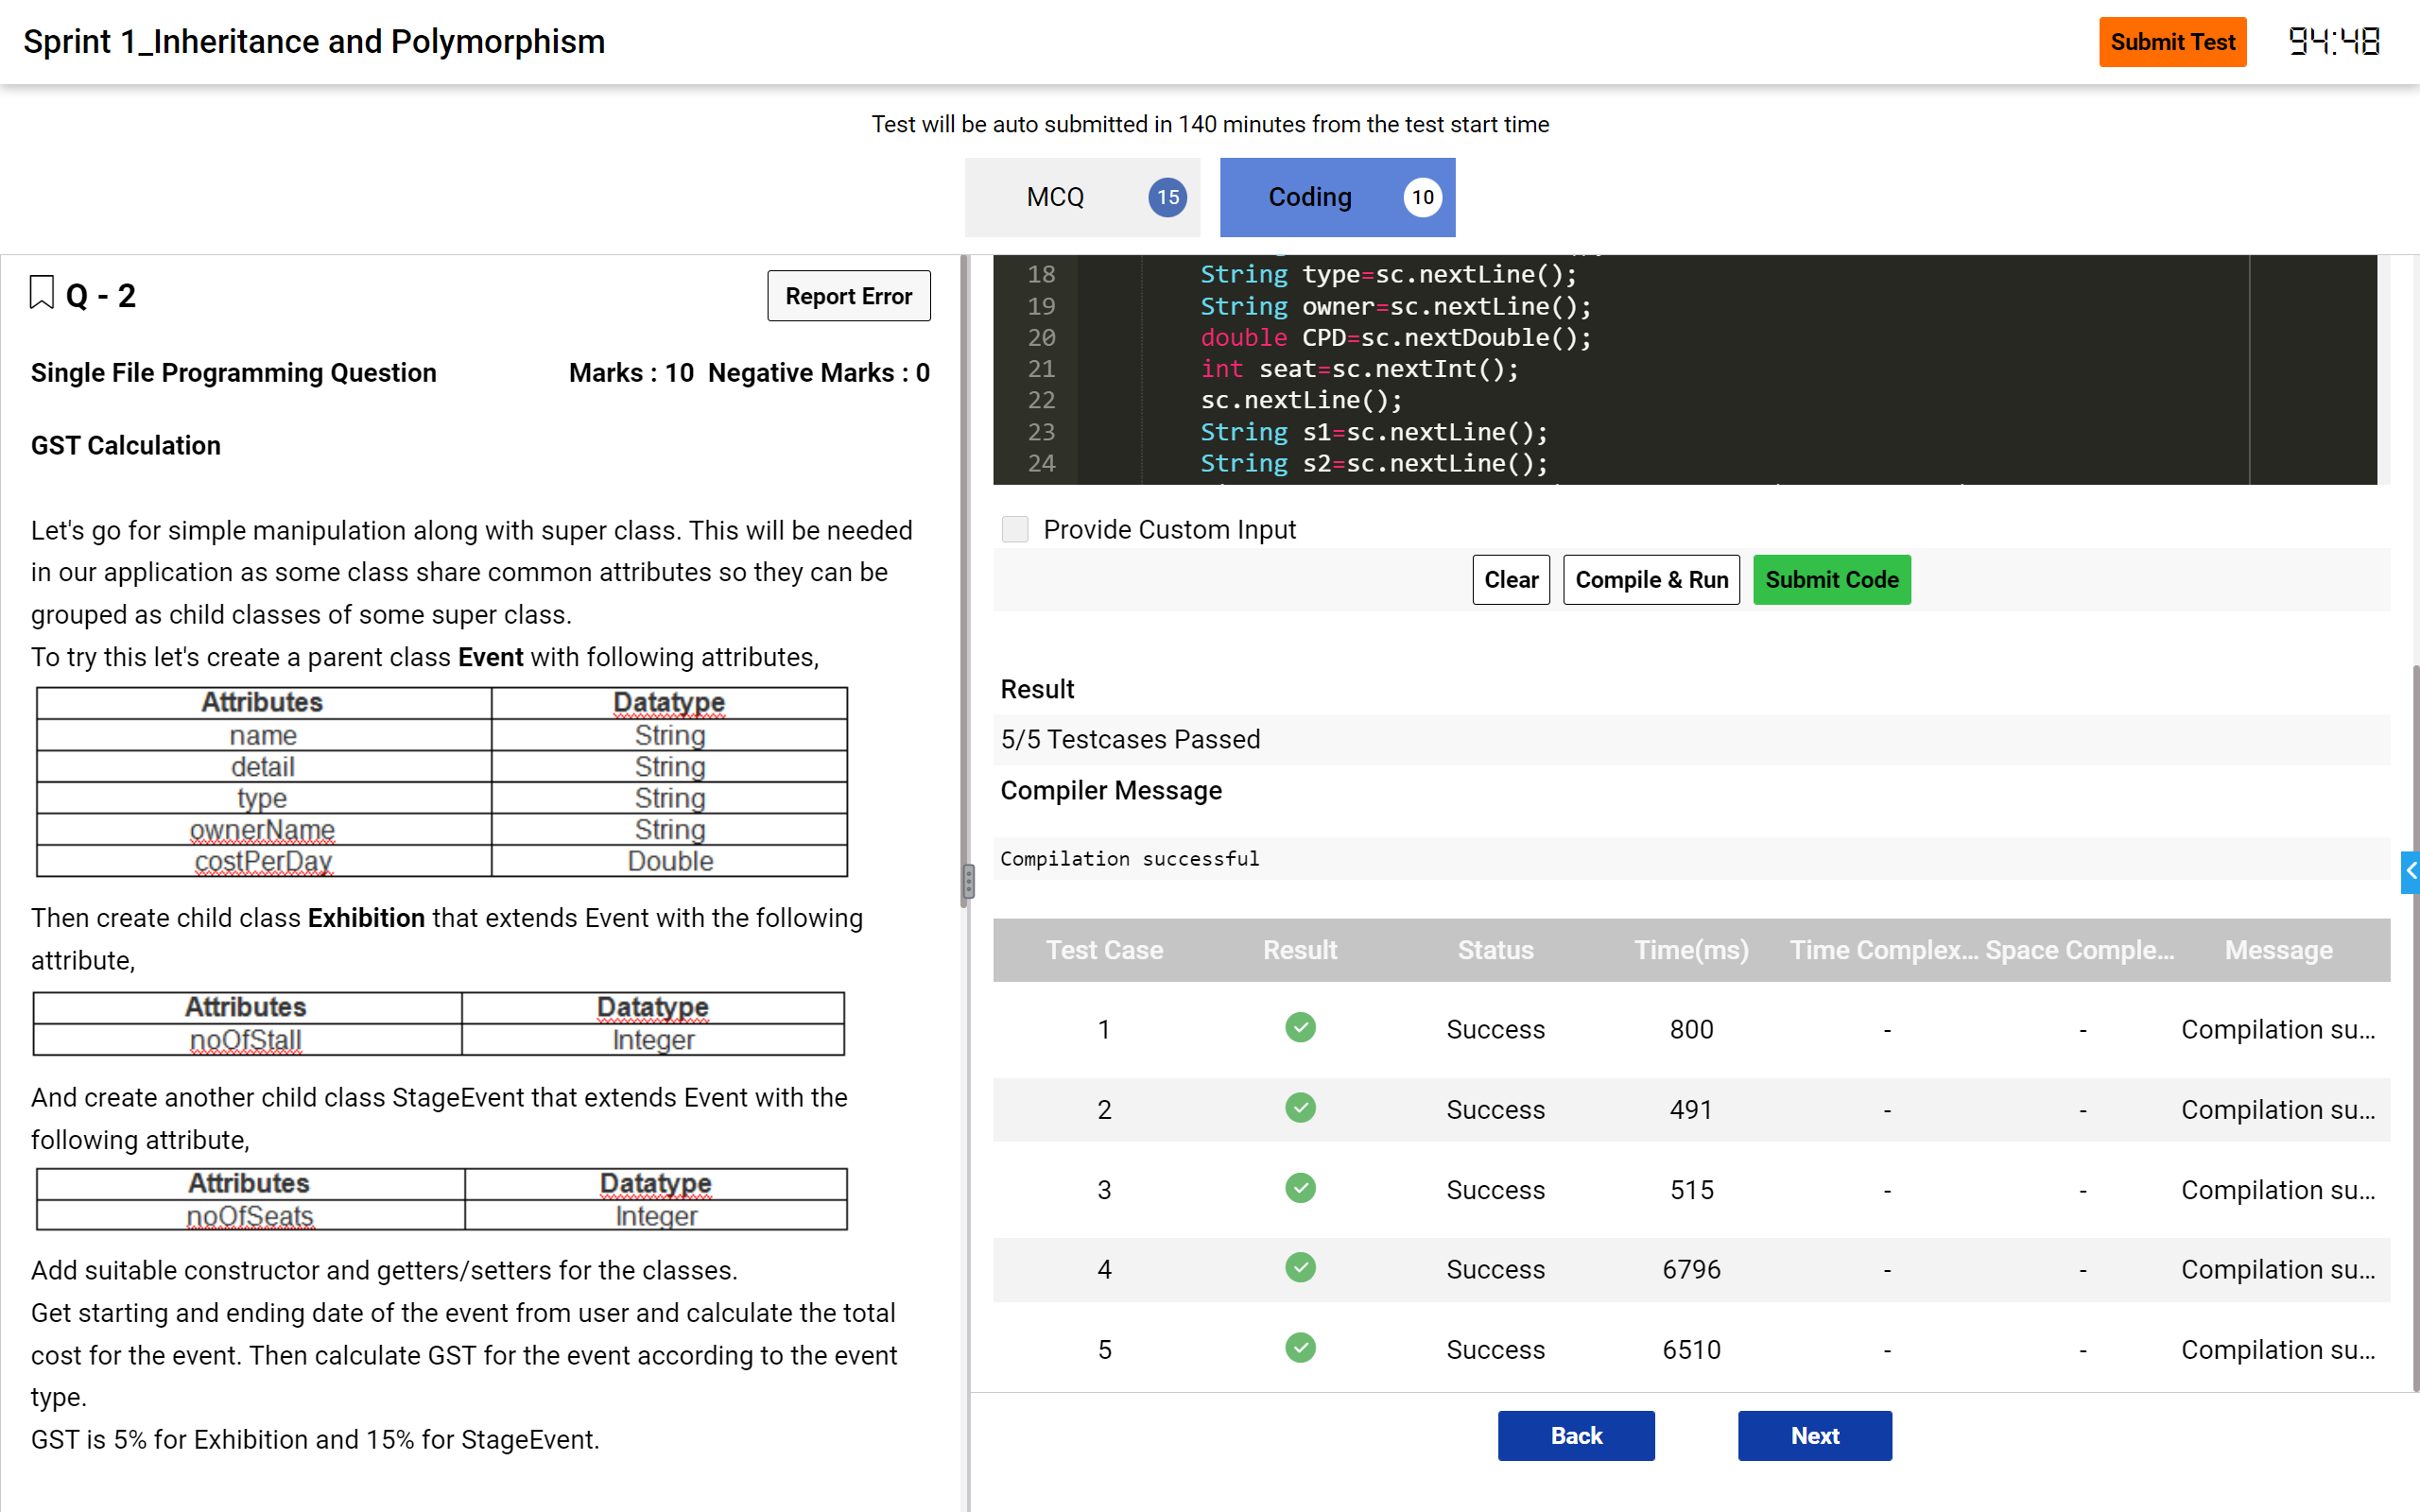 Sprint 1_Inheritance and Polymorphism
Submit Test
94:48
Test will be auto submitted in 140 minutes from the test start time
MCQ 15
Coding 10
Q - 2
Report Error
Single File Programming Question
Marks : 10 Negative Marks : 0
GST Calculation
Let's go for simple manipulation along with super class. This will be needed
in our application as some class share common attributes so they can be
grouped as child classes of some super class.
To try this let's create a parent class Event with following attributes,
Attributes Datatype
name String
detail String
type String
ownerName String
costPerDay Double
Then create child class Exhibition that extends Event with the following
attribute,
Attributes Datatype
noOfStall Integer
And create another child class StageEvent that extends Event with the
following attribute,
Attributes Datatype
noOfSeats Integer
Add suitable constructor and getters/setters for the classes.
Get starting and ending date of the event from user and calculate the total
cost for the event. Then calculate GST for the event according to the event
type.
GST is 5% for Exhibition and 15% for StageEvent.
18 String type=sc.nextLine();
19 String owner=sc.nextLine();
20 double CPD=sc.nextDouble();
21 int seat=sc.nextInt();
22 sc.nextLine();
23 String s1=sc.nextLine();
24 String s2=sc.nextLine();
Provide Custom Input
Clear
Compile & Run
Submit Code
Result
5/5 Testcases Passed
Compiler Message
Compilation successful
Test Case Result Status Time(ms) Time Complex... Space Comple... Message
1 Success 800 - - Compilation su...
2 Success 491 - - Compilation su...
3 Success 515 - - Compilation su...
4 Success 6796 - - Compilation su...
5 Success 6510 - - Compilation su...
Back
Next